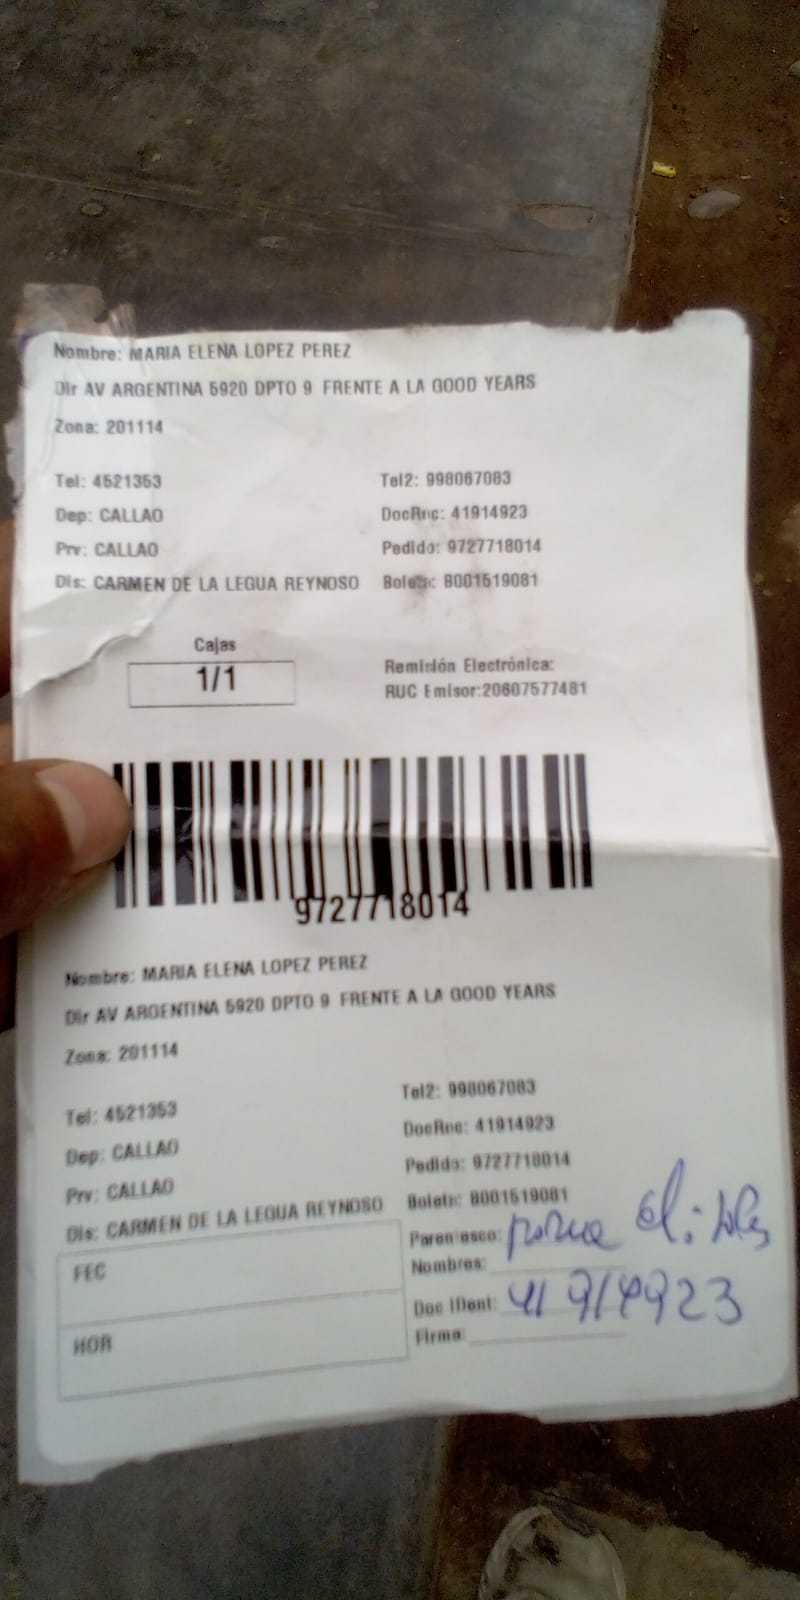 Nombre: MARIA ELENA LOPEZ PEREZ
Dir AV ARGENTINA 5920 DPTO 9 FRENTE A LA GOOD YEARS
Zona: 201114
Tel: 4521353 Tel2: 998067083
Dep: CALLAO DocRnc: 41914923
Prv: CALLAO Pedido: 9727718014
Dis: CARMEN DE LA LEGUA REYNOSO Boleta: B001519081
Cajas
1/1
Remisión Electrónica:
RUC Emisor:20607577481
9727718014
Nombre: MARIA ELENA LOPEZ PEREZ
Dir AV ARGENTINA 5920 DPTO 9 FRENTE A LA GOOD YEARS
Zona: 201114
Tel: 4521353 Tel2: 998067083
Dep: CALLAO DocRnc: 41914923
Prv: CALLAO Pedido: 9727718014
Dis: CARMEN DE LA LEGUA REYNOSO Boleta: B001519081
Parentesco:
FEC Nombres:
Doc IDent: 41914923
HOR Firma: